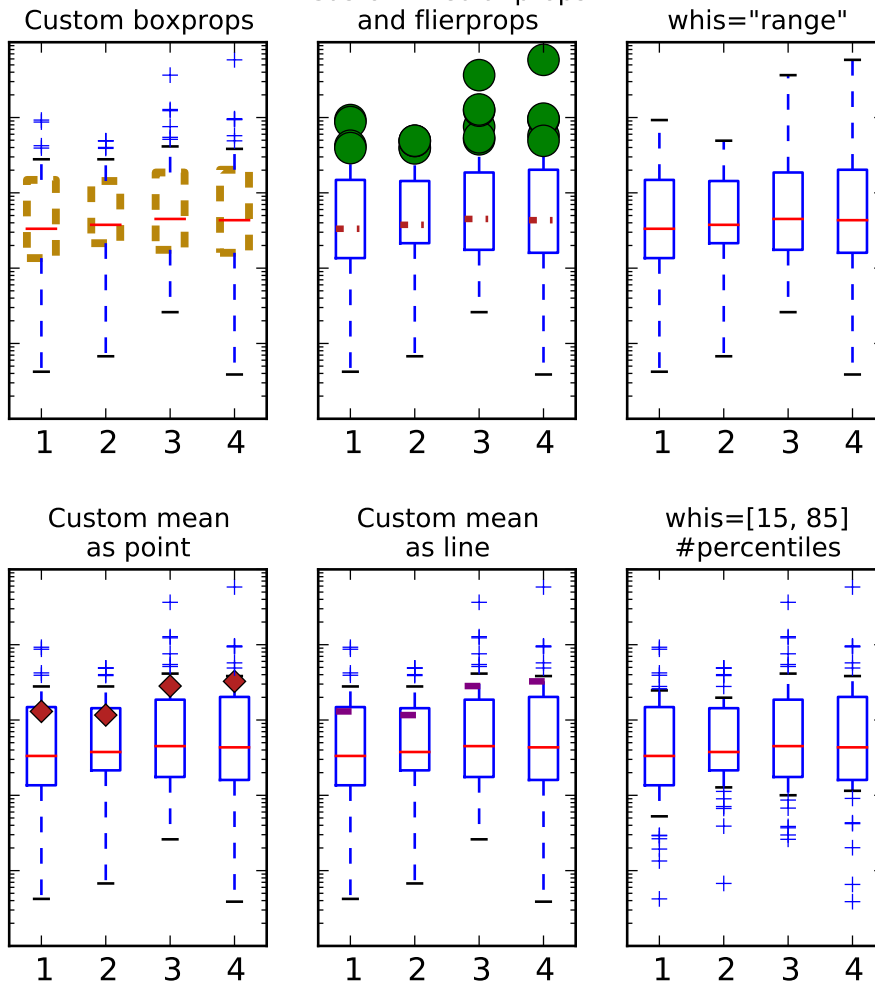 Custom boxprops
and flierprops
whis="range"
1 2 3 4
1 2 3 4
1 2 3 4
Custom mean
as point
Custom mean
as line
whis=[15, 85]
#percentiles
1 2 3 4
1 2 3 4
1 2 3 4